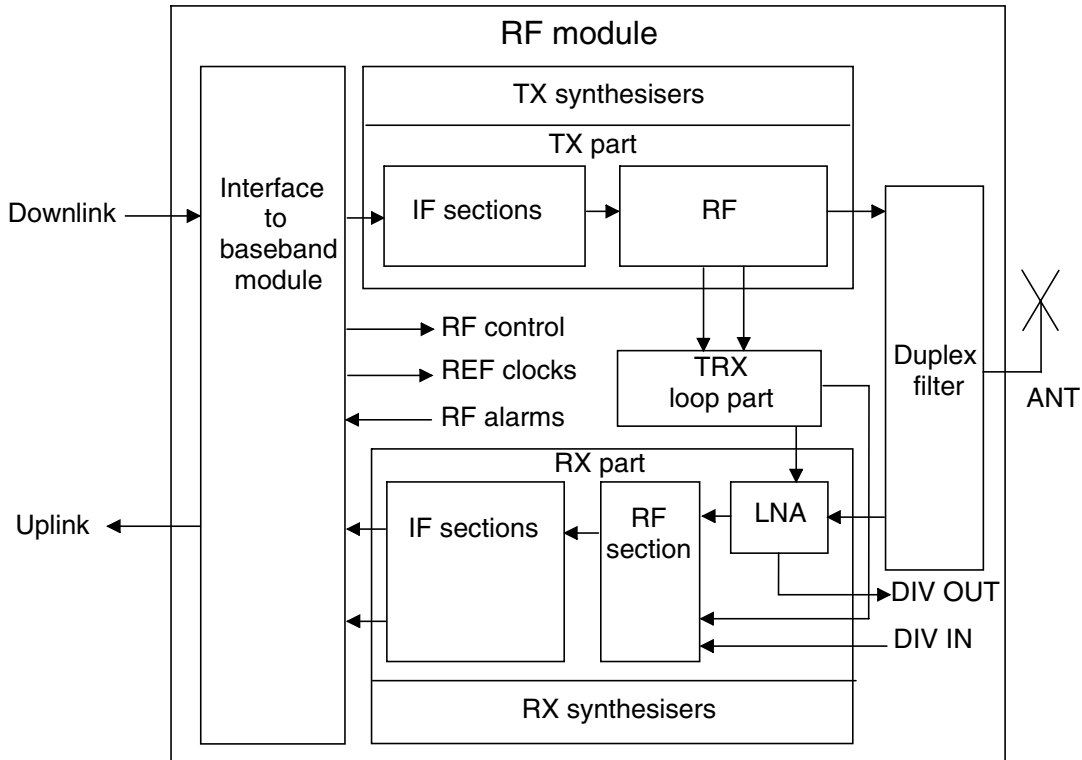 RF module
TX synthesisers
TX part
Interface
to
baseband
module
IF sections
RF
Downlink
RF control
REF clocks
RF alarms
TRX
loop part
Duplex
filter
ANT
RX part
Uplink
IF sections
RF
section
LNA
DIV OUT
DIV IN
RX synthesisers